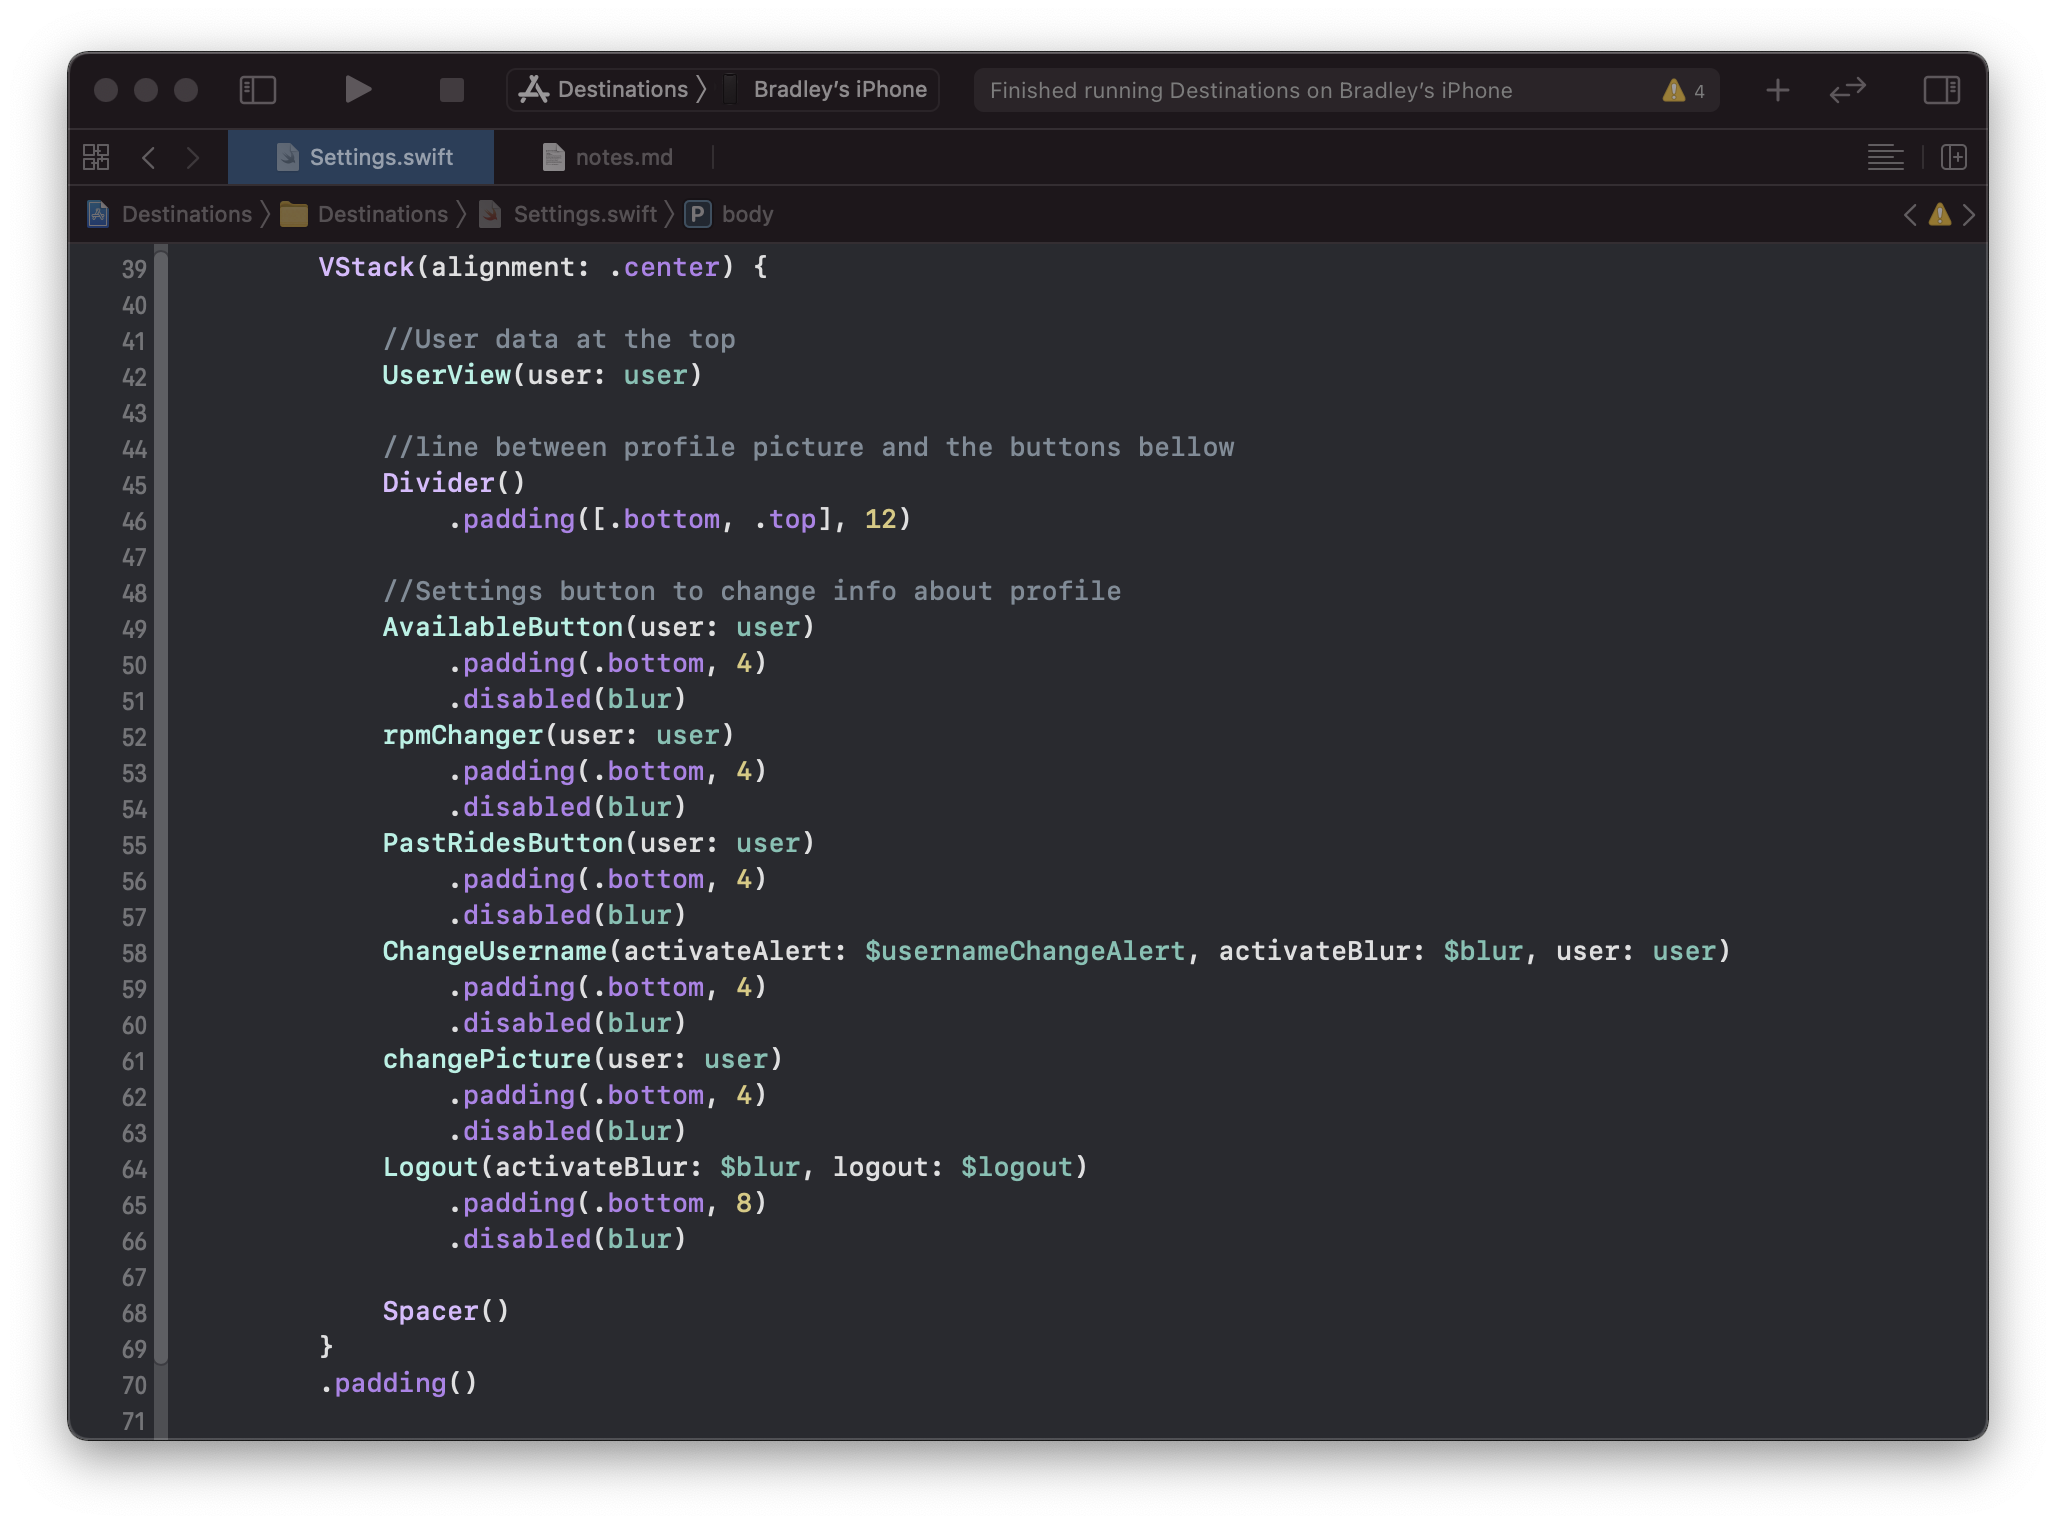 Destinations 〉 Bradley’s iPhone
Finished running Destinations on Bradley’s iPhone
4
Settings.swift
notes.md
Destinations 〉 Destinations 〉 Settings.swift 〉 P body
39 VStack(alignment: .center) {
40
41 //User data at the top
42 UserView(user: user)
43
44 //line between profile picture and the buttons bellow
45 Divider()
46 .padding([.bottom, .top], 12)
47
48 //Settings button to change info about profile
49 AvailableButton(user: user)
50 .padding(.bottom, 4)
51 .disabled(blur)
52 rpmChanger(user: user)
53 .padding(.bottom, 4)
54 .disabled(blur)
55 PastRidesButton(user: user)
56 .padding(.bottom, 4)
57 .disabled(blur)
58 ChangeUsername(activateAlert: $usernameChangeAlert, activateBlur: $blur, user: user)
59 .padding(.bottom, 4)
60 .disabled(blur)
61 changePicture(user: user)
62 .padding(.bottom, 4)
63 .disabled(blur)
64 Logout(activateBlur: $blur, logout: $logout)
65 .padding(.bottom, 8)
66 .disabled(blur)
67
68 Spacer()
69 }
70 .padding()
71